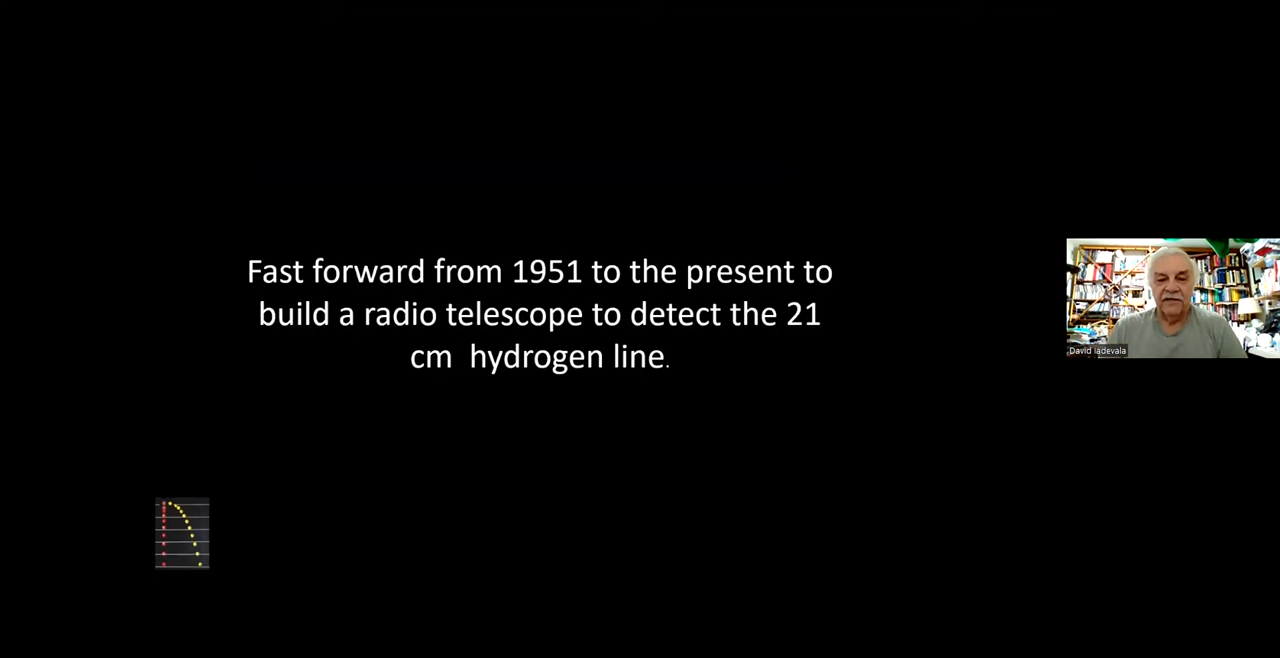 Fast forward from 1951 to the present to
build a radio telescope to detect the 21
cm  hydrogen line.
David Iadevala